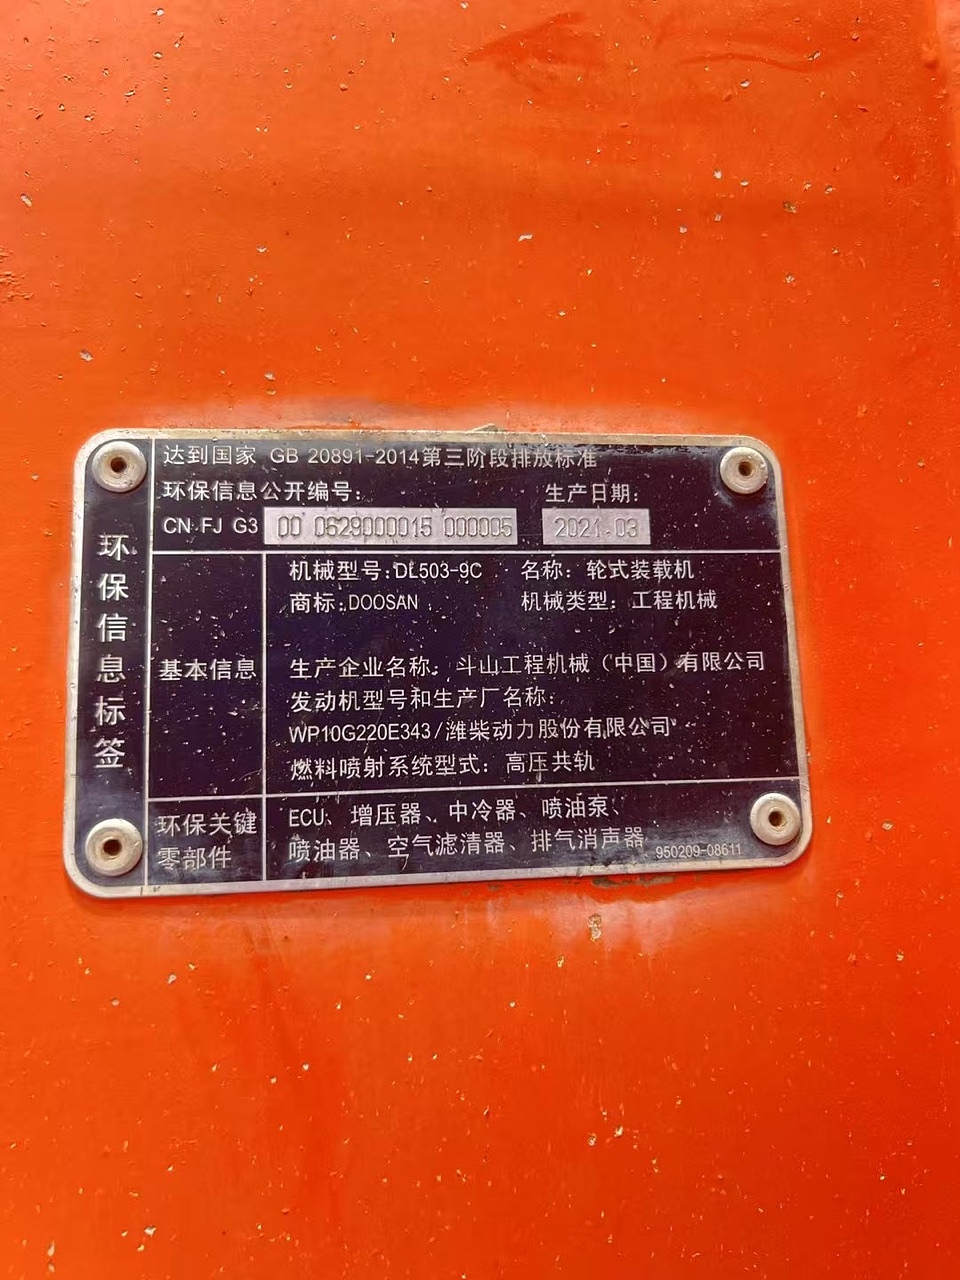 环保信息标签
达到国家 GB 20891-2014第三阶段排放标准
环保信息公开编号: 生产日期:
CN FJ G3 00 0629000015 000005 2021.03
基本信息
机械型号:DL503-9C 名称: 轮式装载机
商标:DOOSAN 机械类型: 工程机械
生产企业名称: 斗山工程机械（中国）有限公司
发动机型号和生产厂名称:
WP10G220E343/潍柴动力股份有限公司
燃料喷射系统型式: 高压共轨
环保关键
零部件
ECU、增压器、中冷器、喷油泵、
喷油器、空气滤清器、排气消声器
950209-08611